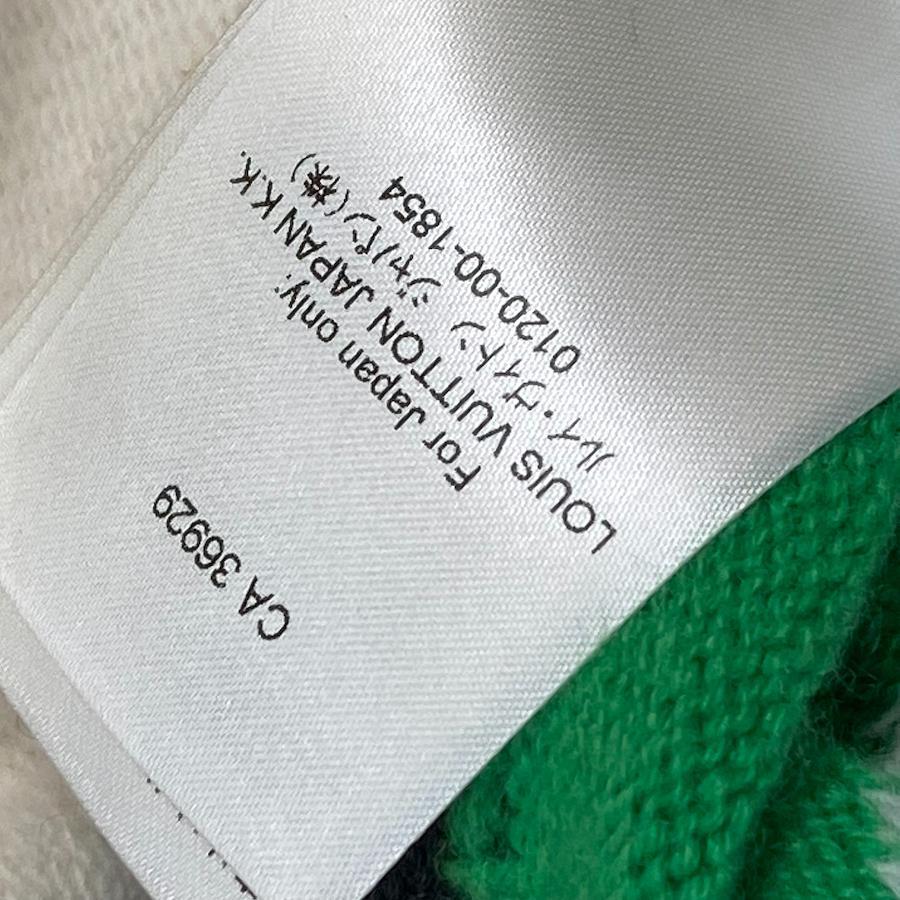 CA 36929
For Japan only:
LOUIS VUITTON JAPAN K.K.
ルイ・ヴィトン ジャパン(株)
0120-00-1854